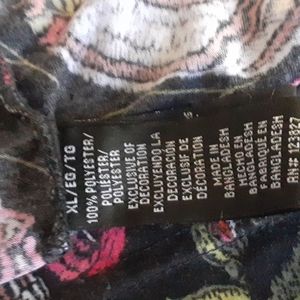 XL/EG/TG
100% POLYESTER/
POLIÉSTER/
POLYESTER
EXCLUSIVE OF
DECORATION
EXCLUYENDO LA
DECORACION
EXCLUSIF DE
DÉCORATION
MADE IN
BANGLADESH
HECHO EN
BANGLADESH
FABRIQUÉ EN
BANGLADESH
RN# 123827